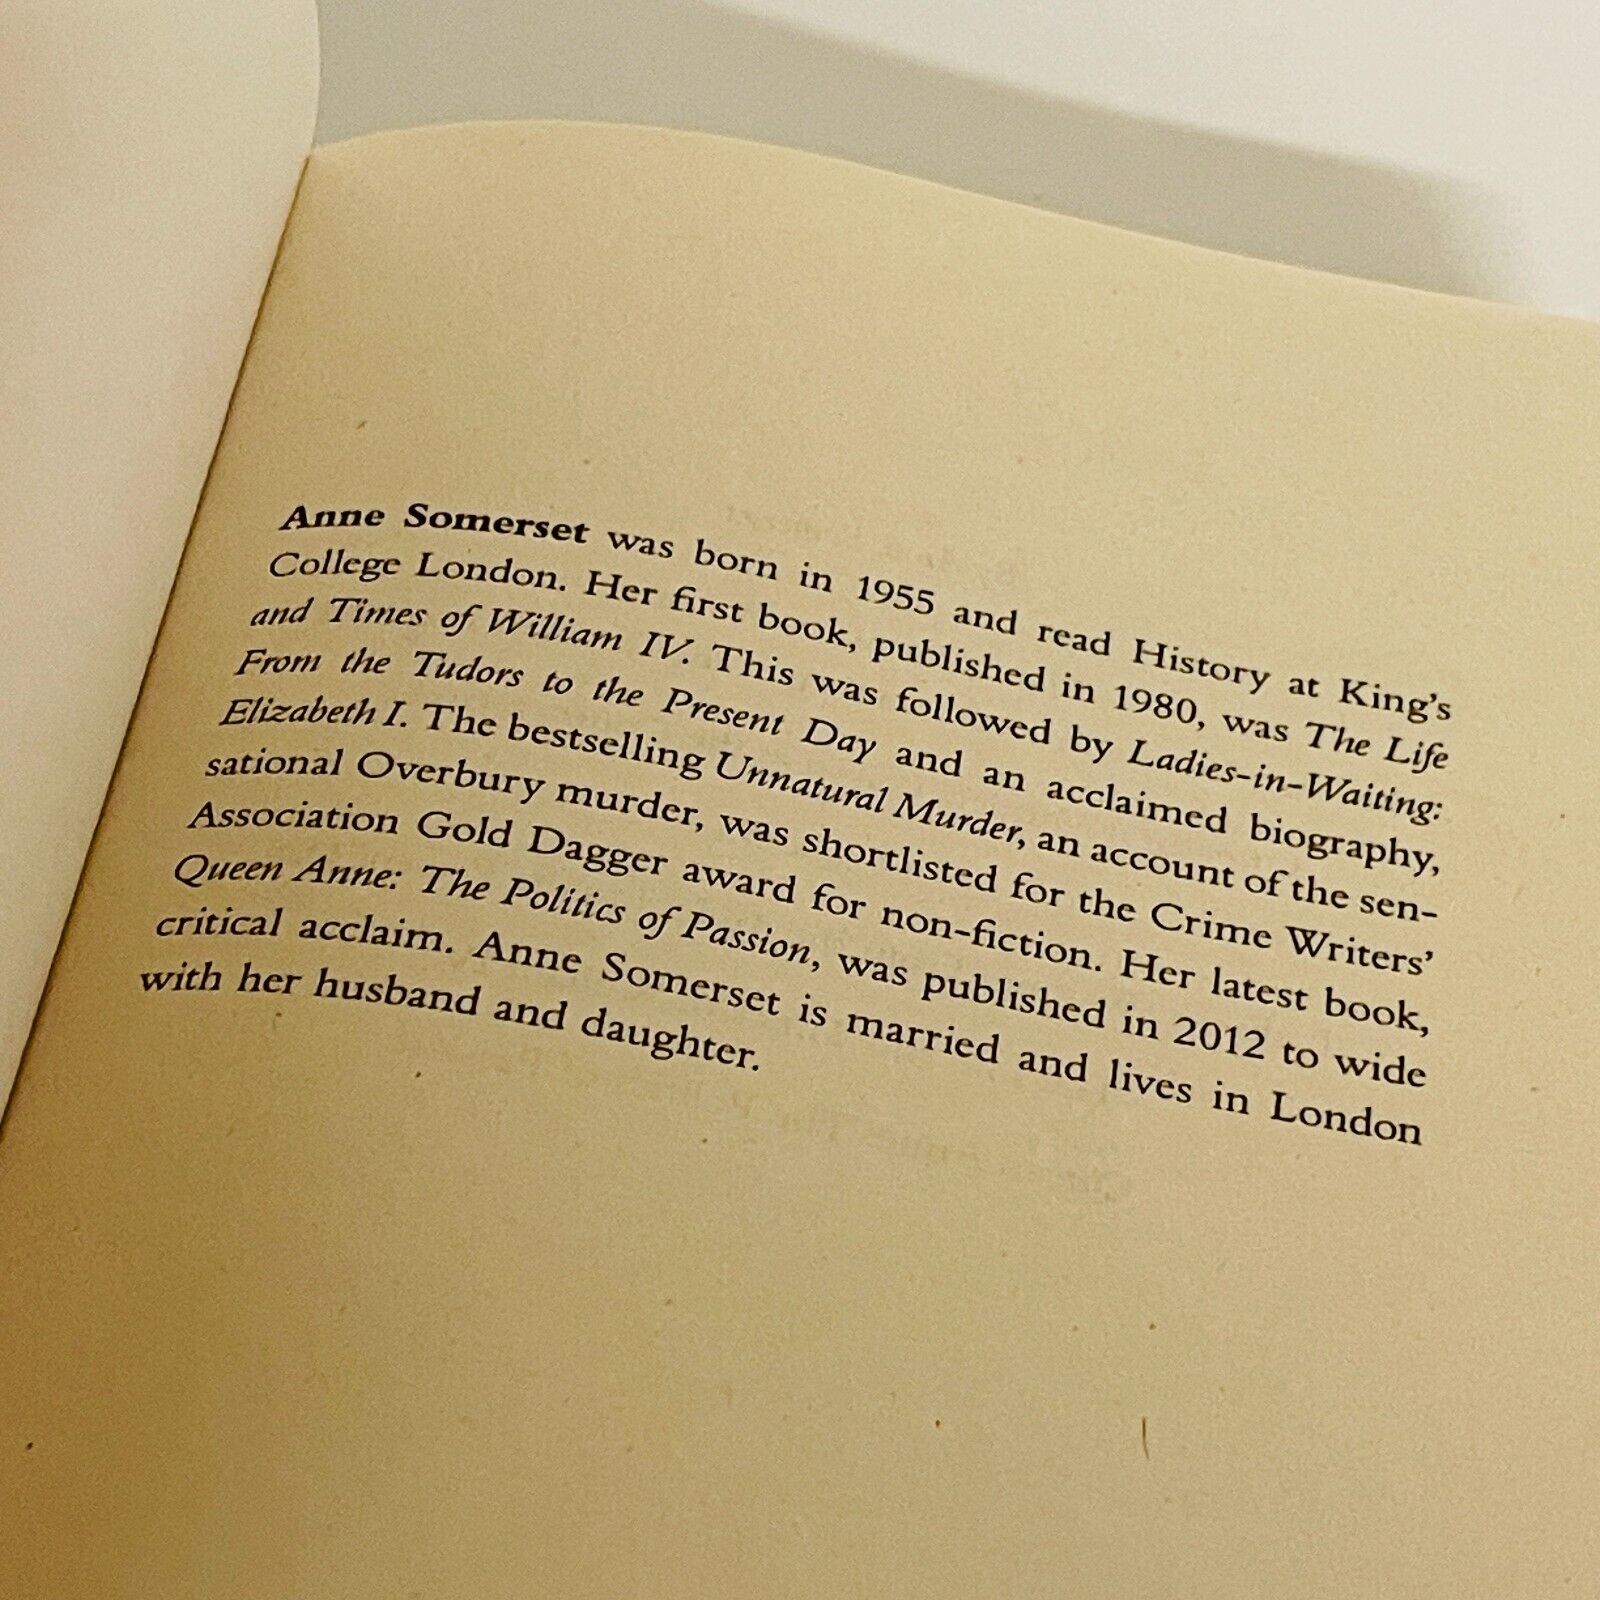 Anne Somerset was born in 1955 and read History at King's
College London. Her first book, published in 1980, was The Life
and Times of William IV. This was followed by Ladies-in-Waiting:
From the Tudors to the Present Day and an acclaimed biography,
Elizabeth I. The bestselling Unnatural Murder, an account of the sen-
sational Overbury murder, was shortlisted for the Crime Writers'
Association Gold Dagger award for non-fiction. Her latest book,
Queen Anne: The Politics of Passion, was published in 2012 to wide
critical acclaim. Anne Somerset is married and lives in London
with her husband and daughter.